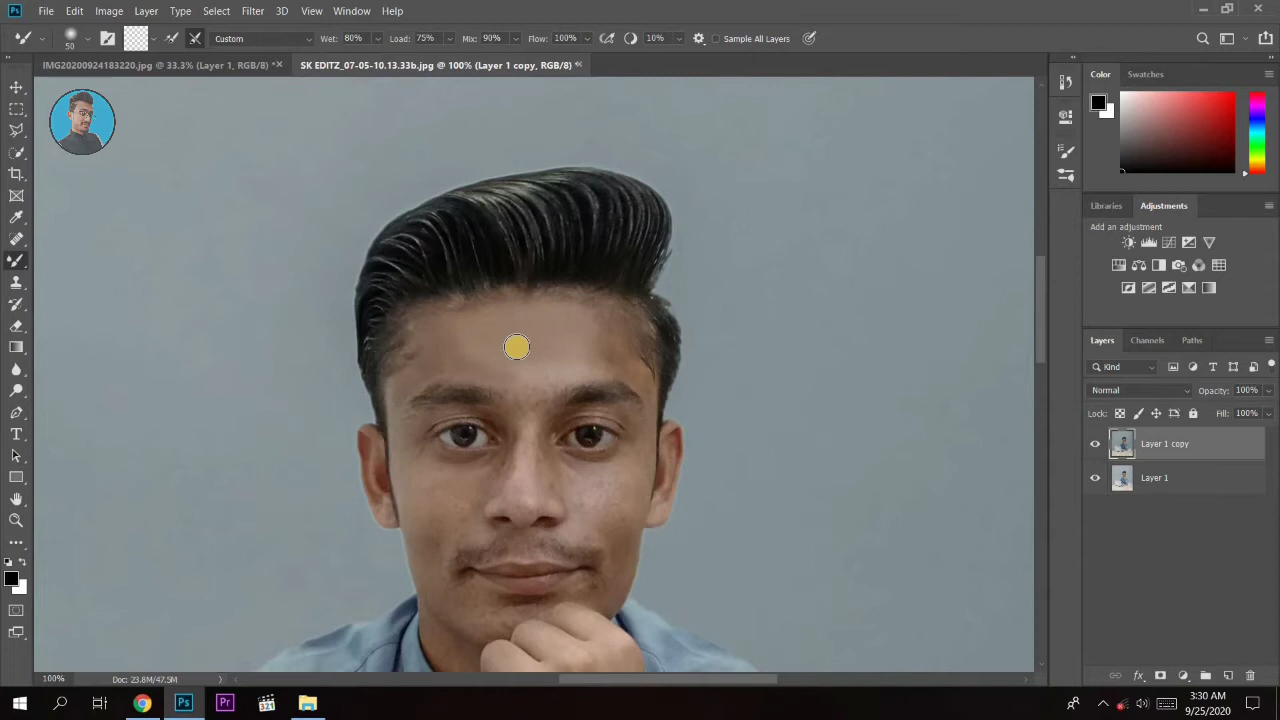 Ps File Edit Image Layer Type Select Filter 3D View Window Help
50 Custom Wet: 80% Load: 75% Mix: 90% Flow: 100% 10% Sample All Layers
IMG20200924183220.jpg @ 33.3% (Layer 1, RGB/8) * SK EDITZ_07-05-10.13.33b.jpg @ 100% (Layer 1 copy, RGB/8) *
Color Swatches
Libraries Adjustments
Add an adjustment
Layers Channels Paths
Kind
Normal Opacity: 100%
Lock: Fill: 100%
Layer 1 copy
Layer 1
100% Doc: 23.8M/47.5M
Ps Pr 3:30 AM
9/25/2020